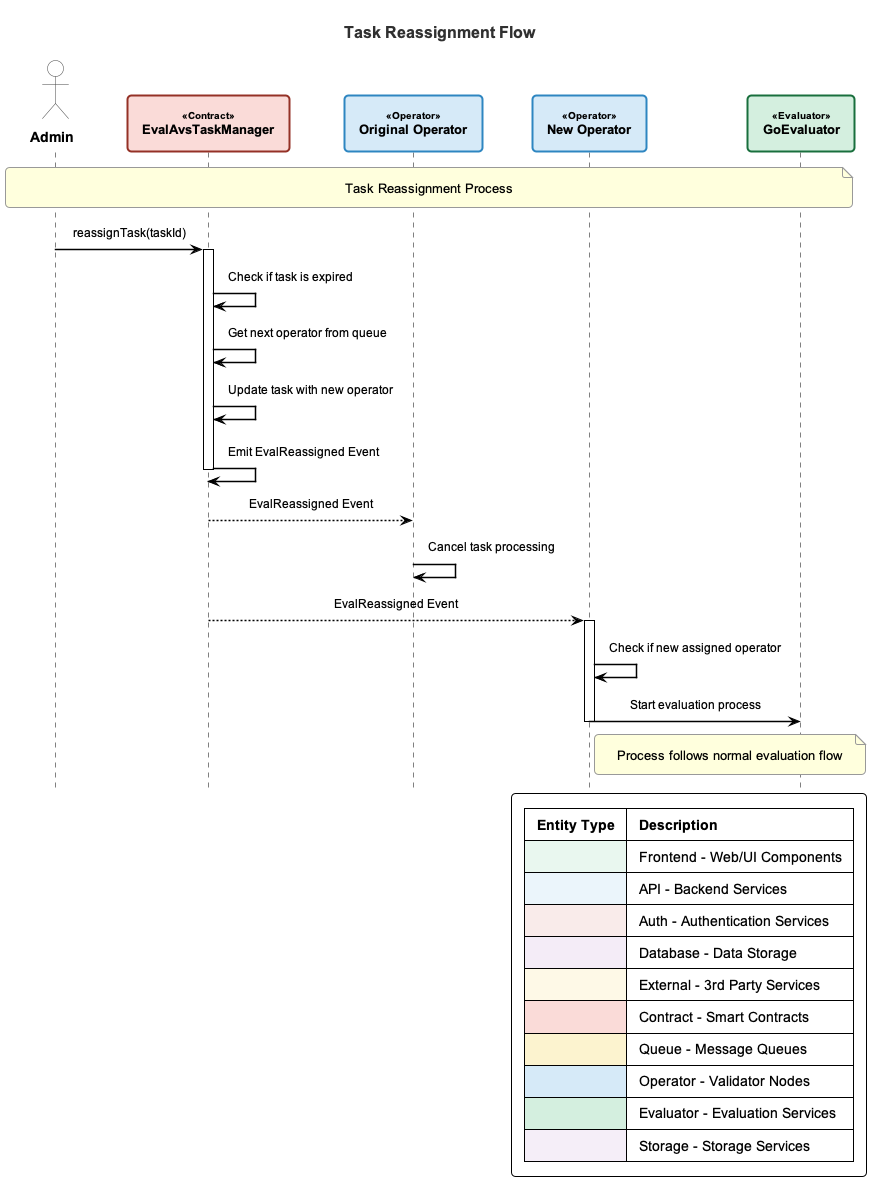 Task Reassignment Flow
Admin
«Contract»
EvalAvsTaskManager
«Operator»
Original Operator
«Operator»
New Operator
«Evaluator»
GoEvaluator
Task Reassignment Process
reassignTask(taskId)
Check if task is expired
Get next operator from queue
Update task with new operator
Emit EvalReassigned Event
EvalReassigned Event
Cancel task processing
EvalReassigned Event
Check if new assigned operator
Start evaluation process
Process follows normal evaluation flow
Entity Type Description
Frontend - Web/UI Components
API - Backend Services
Auth - Authentication Services
Database - Data Storage
External - 3rd Party Services
Contract - Smart Contracts
Queue - Message Queues
Operator - Validator Nodes
Evaluator - Evaluation Services
Storage - Storage Services